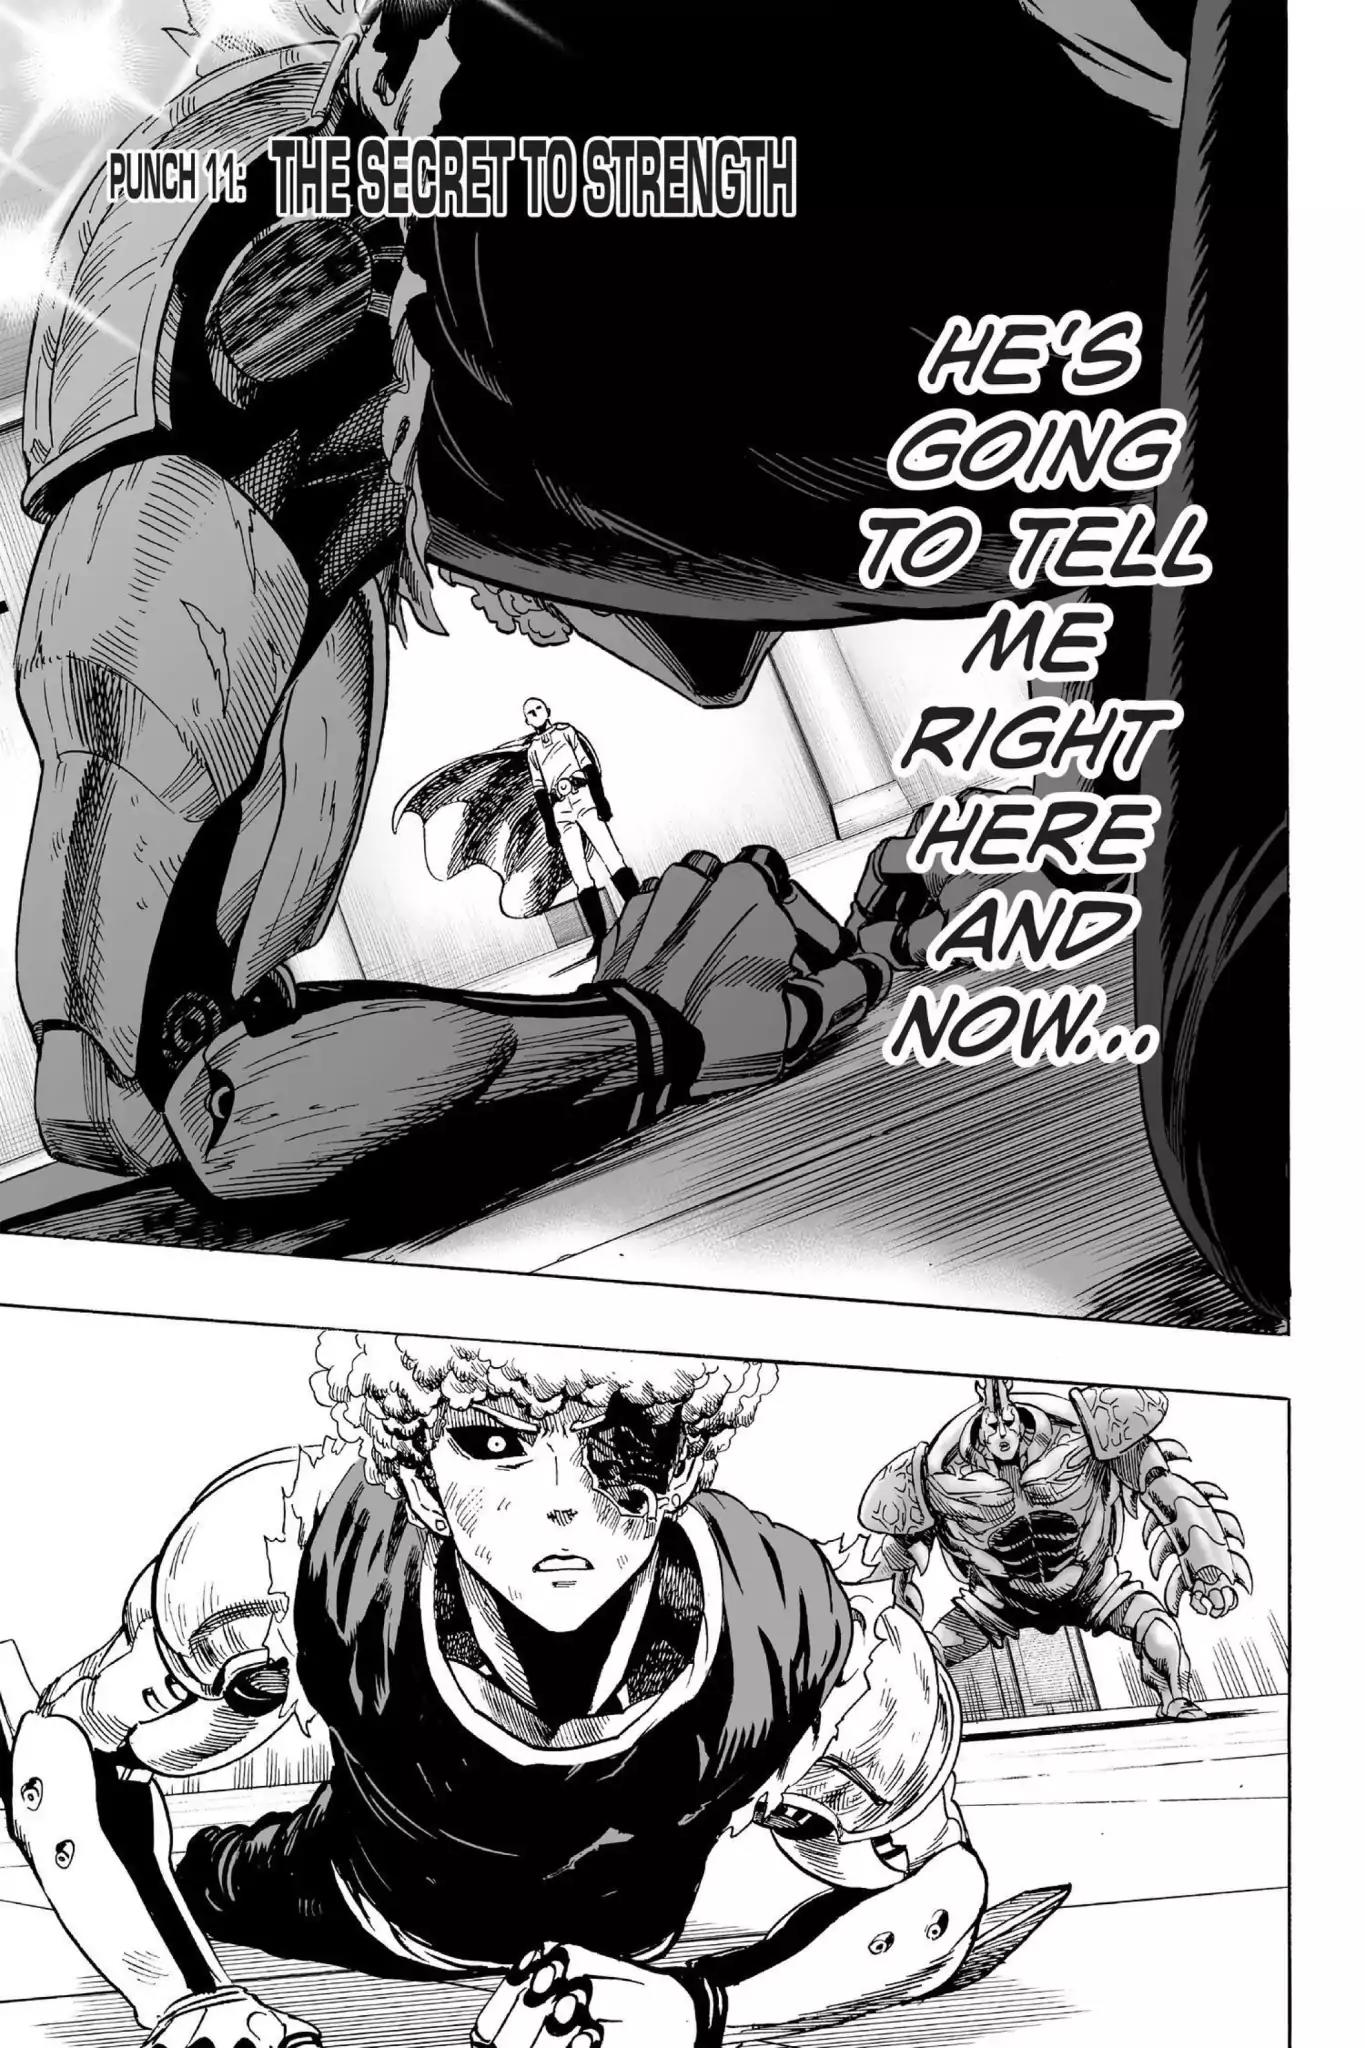 PUNCH 11: THE SECRET TO STRENGTH
HE'S
GOING
TO TELL
ME
RIGHT
HERE
AND
NOW...